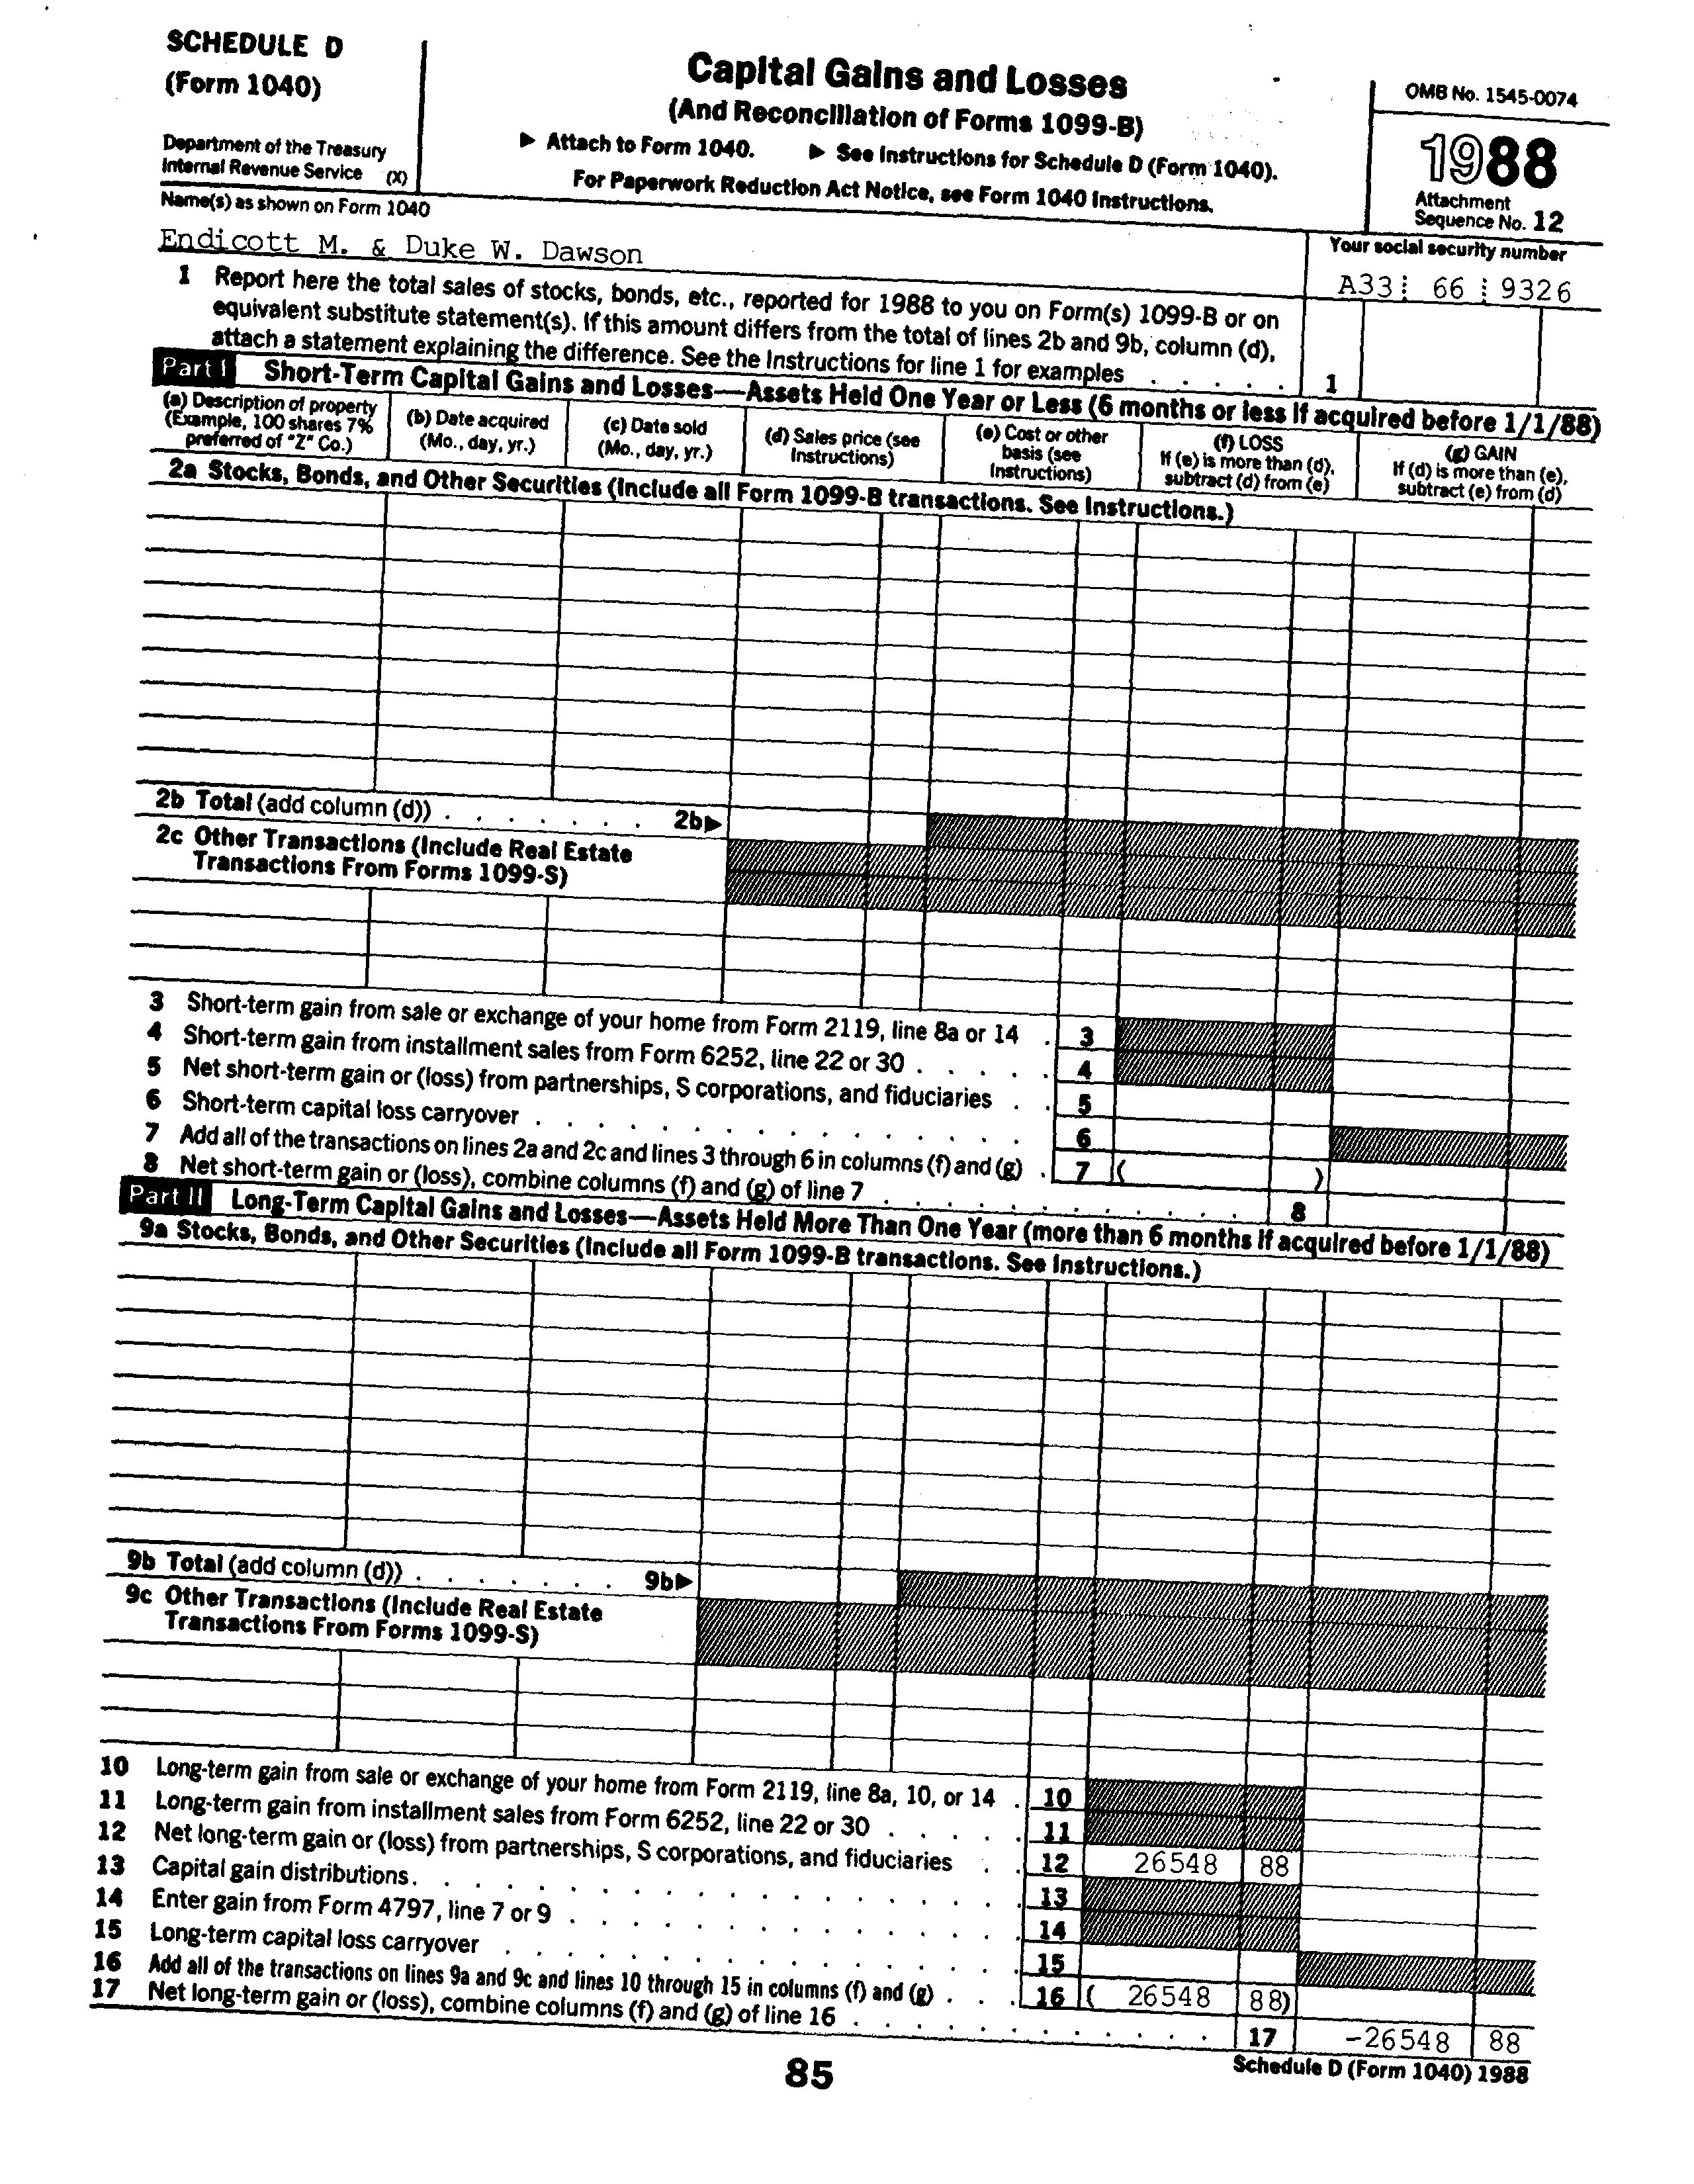 SCHEDULE D
(Form 1040)
Department of the Treasury
Internal Revenue Service (X)
Capital Gains and Losses
(And Reconciliation of Forms 1099-B)
▶ Attach to Form 1040. ▶ See Instructions for Schedule D (Form 1040).
For Paperwork Reduction Act Notice, see Form 1040 Instructions.
OMB No. 1545-0074
1988
Attachment
Sequence No. 12
Name(s) as shown on Form 1040
Endicott M. & Duke W. Dawson
Your social security number
A33 66 9326
1 Report here the total sales of stocks, bonds, etc., reported for 1988 to you on Form(s) 1099-B or on
equivalent substitute statement(s). If this amount differs from the total of lines 2b and 9b, column (d),
attach a statement explaining the difference. See the Instructions for line 1 for examples . . . . . 1
Part I Short-Term Capital Gains and Losses—Assets Held One Year or Less (6 months or less if acquired before 1/1/88)
(a) Description of property
(Example, 100 shares 7%
preferred of "Z" Co.)
(b) Date acquired
(Mo., day, yr.)
(c) Date sold
(Mo., day, yr.)
(d) Sales price (see
Instructions)
(e) Cost or other
basis (see
Instructions)
(f) LOSS
If (e) is more than (d),
subtract (d) from (e)
(g) GAIN
If (d) is more than (e),
subtract (e) from (d)
2a Stocks, Bonds, and Other Securities (Include all Form 1099-B transactions. See Instructions.)
2b Total (add column (d)) . . . . . . . 2b▶
2c Other Transactions (Include Real Estate
Transactions From Forms 1099-S)
3 Short-term gain from sale or exchange of your home from Form 2119, line 8a or 14 . 3
4 Short-term gain from installment sales from Form 6252, line 22 or 30 . . . . . 4
5 Net short-term gain or (loss) from partnerships, S corporations, and fiduciaries . . 5
6 Short-term capital loss carryover . . . . . . . . . . . . . . . 6
7 Add all of the transactions on lines 2a and 2c and lines 3 through 6 in columns (f) and (g) . 7 ( )
8 Net short-term gain or (loss), combine columns (f) and (g) of line 7 . . . . . . . . . . . . 8
Part II Long-Term Capital Gains and Losses—Assets Held More Than One Year (more than 6 months if acquired before 1/1/88)
9a Stocks, Bonds, and Other Securities (Include all Form 1099-B transactions. See Instructions.)
9b Total (add column (d)) . . . . . . . 9b▶
9c Other Transactions (Include Real Estate
Transactions From Forms 1099-S)
10 Long-term gain from sale or exchange of your home from Form 2119, line 8a, 10, or 14 . 10
11 Long-term gain from installment sales from Form 6252, line 22 or 30 . . . . . 11
12 Net long-term gain or (loss) from partnerships, S corporations, and fiduciaries . . 12 26548 88
13 Capital gain distributions . . . . . . . . . . . . . . . . 13
14 Enter gain from Form 4797, line 7 or 9 . . . . . . . . . . . . 14
15 Long-term capital loss carryover . . . . . . . . . . . . . . 15
16 Add all of the transactions on lines 9a and 9c and lines 10 through 15 in columns (f) and (g) . . . 16 ( 26548 88)
17 Net long-term gain or (loss), combine columns (f) and (g) of line 16 . . . . . . . . . . . . 17 -26548 88
85
Schedule D (Form 1040) 1988